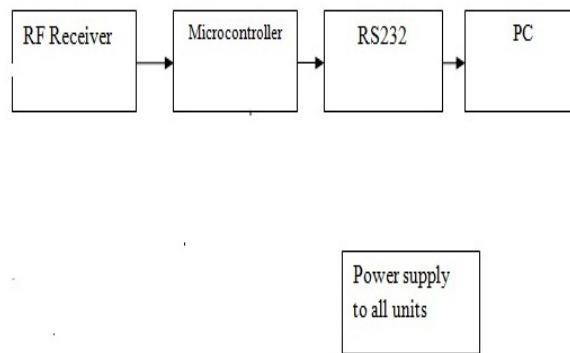 RF Receiver
Microcontroller
RS232
PC
Power supply
to all units